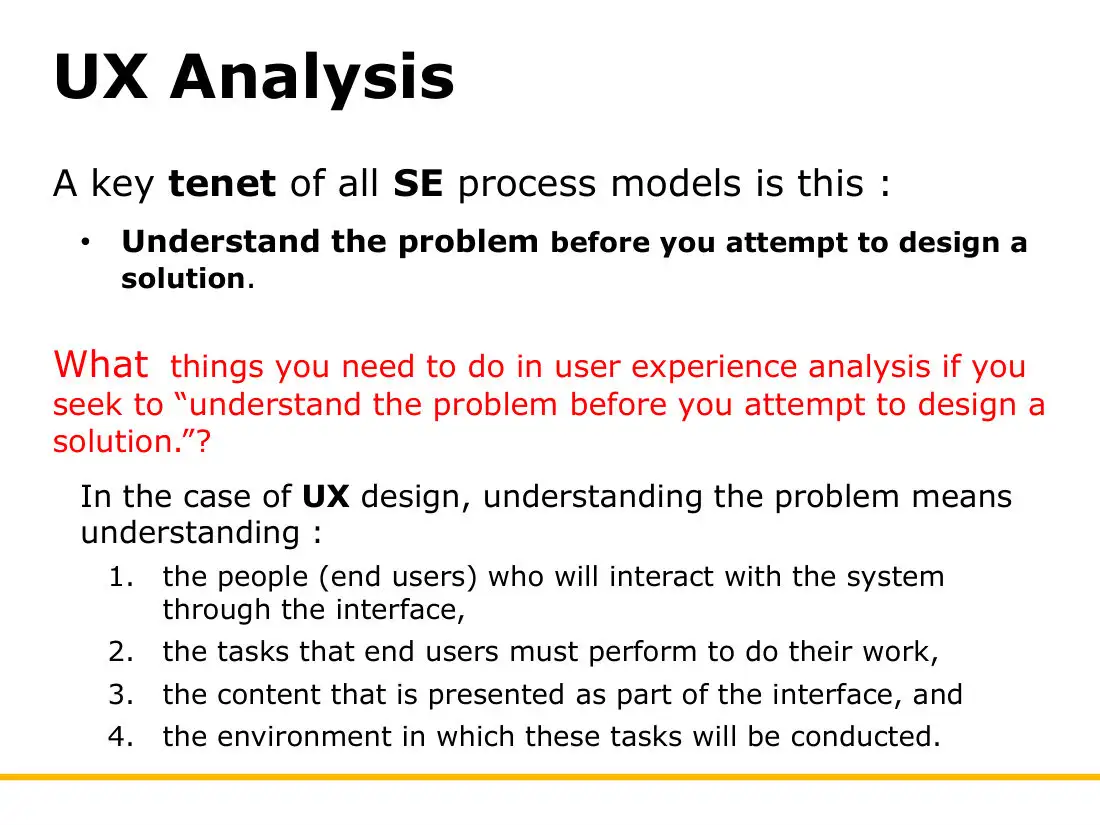 UX Analysis
A key tenet of all SE process models is this :
• Understand the problem before you attempt to design a
solution.
What things you need to do in user experience analysis if you
seek to “understand the problem before you attempt to design a
solution.”?
In the case of UX design, understanding the problem means
understanding :
1. the people (end users) who will interact with the system
through the interface,
2. the tasks that end users must perform to do their work,
3. the content that is presented as part of the interface, and
4. the environment in which these tasks will be conducted.